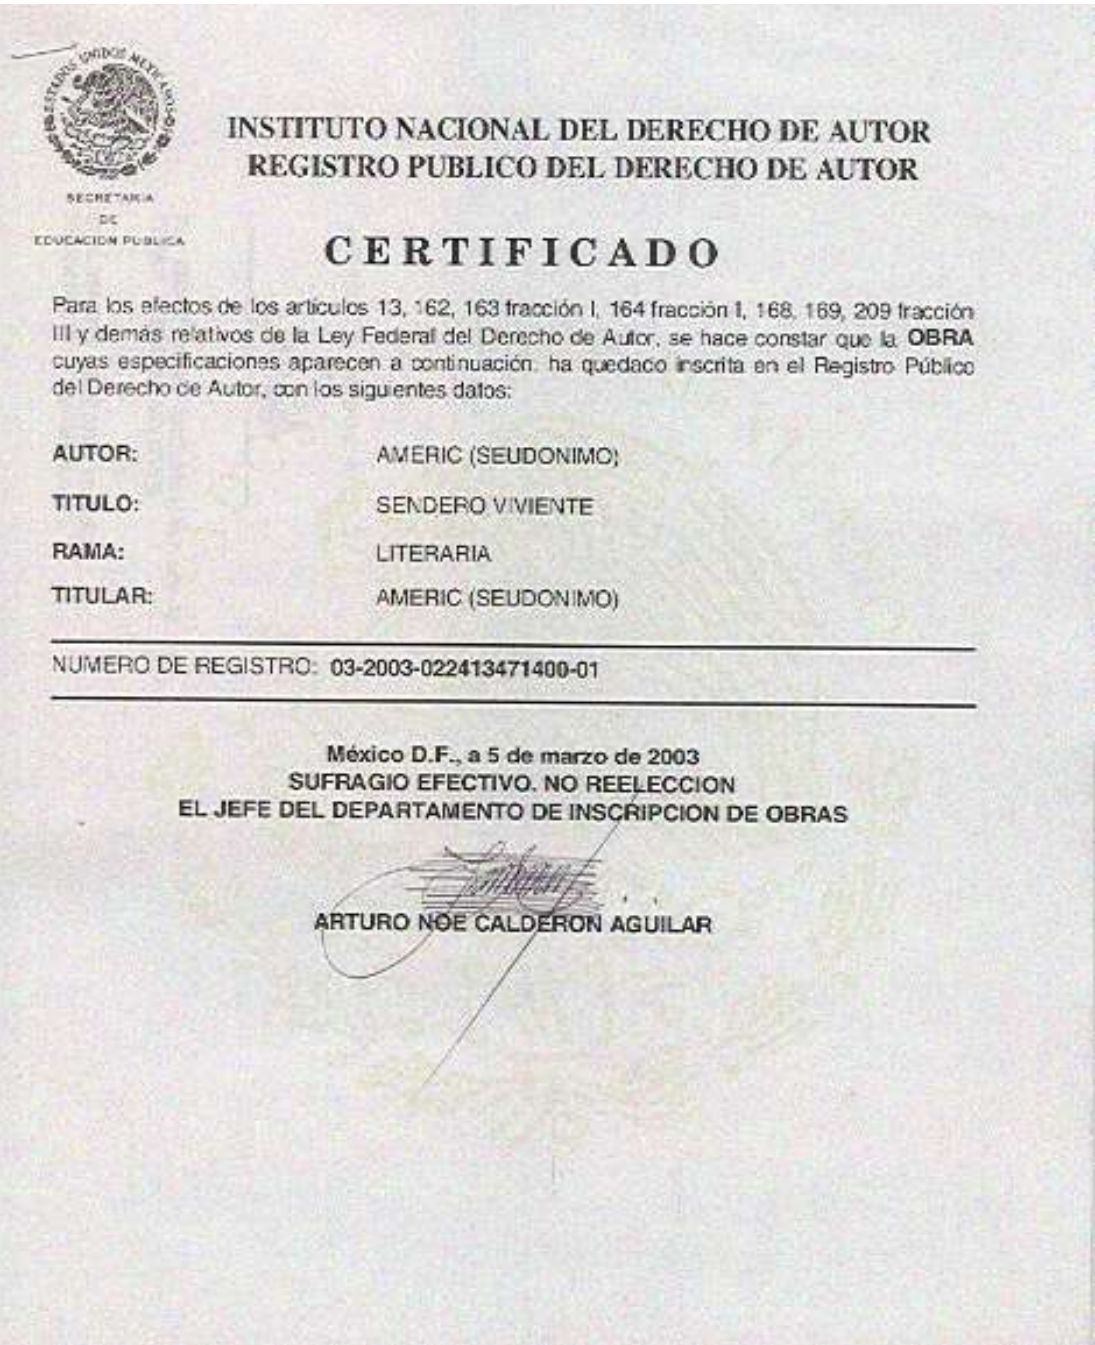 ESTADOS UNIDOS MEXICANOS
SECRETARIA
DE
EDUCACION PUBLICA
INSTITUTO NACIONAL DEL DERECHO DE AUTOR
REGISTRO PUBLICO DEL DERECHO DE AUTOR
CERTIFICADO
Para los efectos de los artículos 13, 162, 163 fracción I, 164 fracción I, 168, 169, 209 fracción
III y demás relativos de la Ley Federal del Derecho de Autor, se hace constar que la OBRA
cuyas especificaciones aparecen a continuación, ha quedado inscrita en el Registro Público
del Derecho de Autor, con los siguientes datos:
AUTOR: AMERIC (SEUDONIMO)
TITULO: SENDERO VIVIENTE
RAMA: LITERARIA
TITULAR: AMERIC (SEUDONIMO)
NUMERO DE REGISTRO: 03-2003-022413471400-01
México D.F., a 5 de marzo de 2003
SUFRAGIO EFECTIVO. NO REELECCION
EL JEFE DEL DEPARTAMENTO DE INSCRIPCION DE OBRAS
ARTURO NOE CALDERON AGUILAR